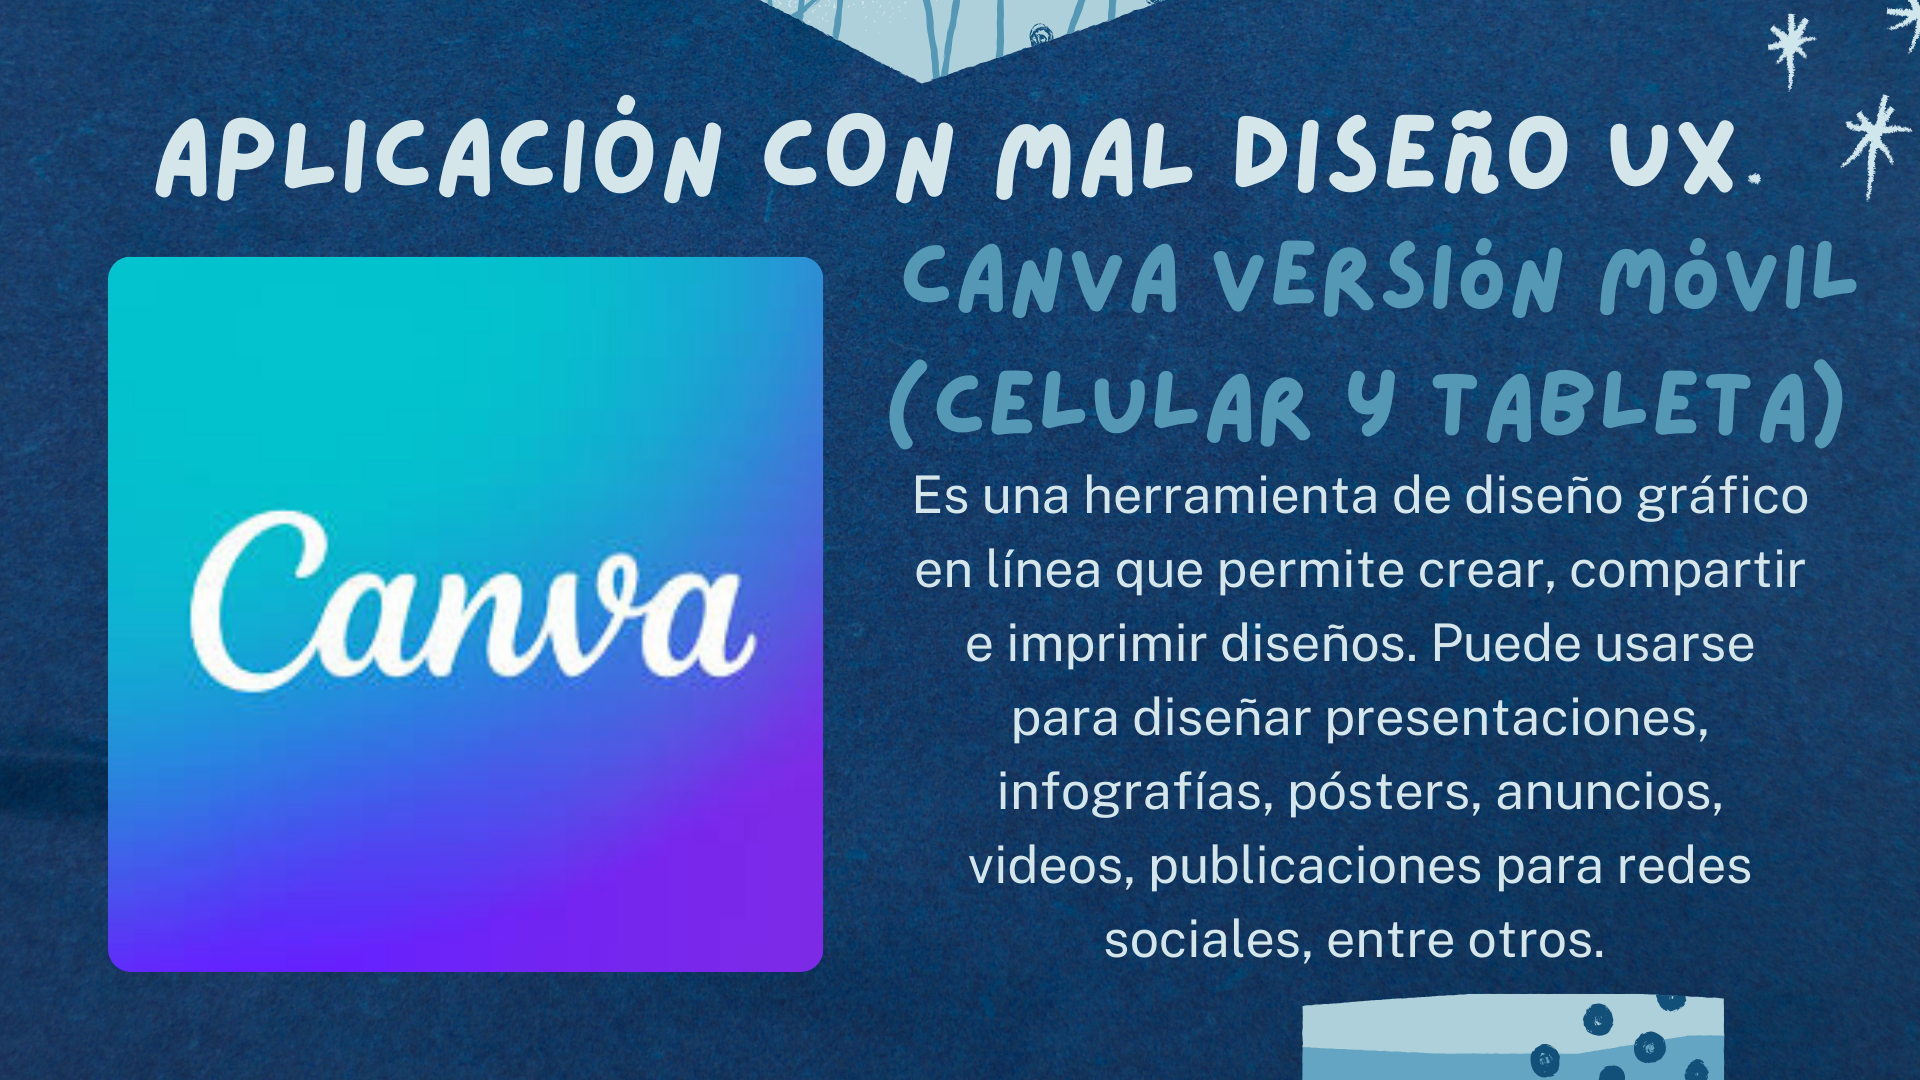 APLICACIÓN CON MAL DISEÑO UX.
CANVA VERSIÓN MÓVIL
(CELULAR Y TABLETA)
Canva
Es una herramienta de diseño gráfico
en línea que permite crear, compartir
e imprimir diseños. Puede usarse
para diseñar presentaciones,
infografías, pósters, anuncios,
videos, publicaciones para redes
sociales, entre otros.